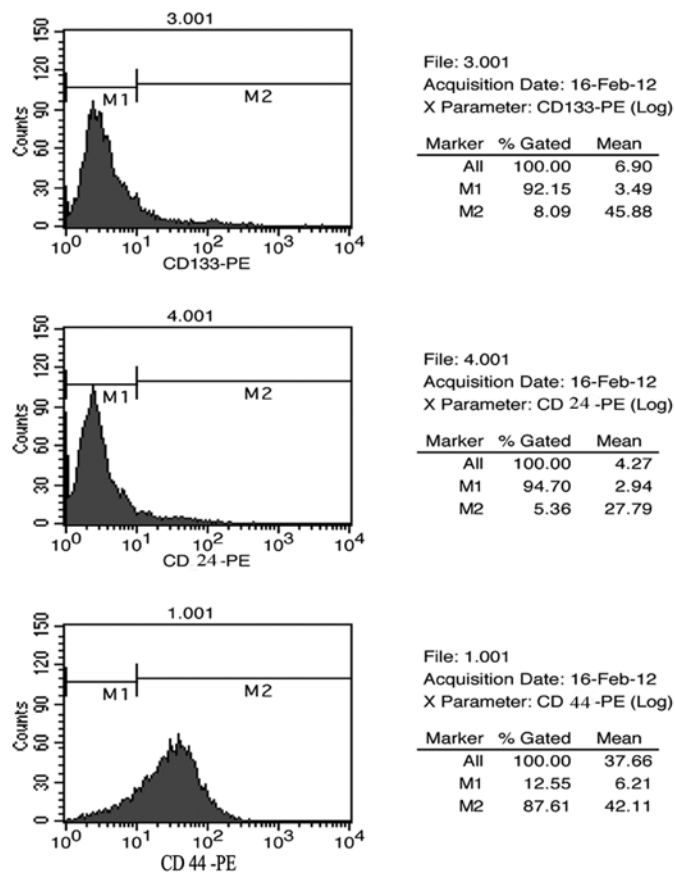 3.001
150
120
90
60
30
0
Counts
M1
M2
10^0 10^1 10^2 10^3 10^4
CD133-PE
File: 3.001
Acquisition Date: 16-Feb-12
X Parameter: CD133-PE (Log)
Marker % Gated Mean
All 100.00 6.90
M1 92.15 3.49
M2 8.09 45.88
4.001
150
120
90
60
30
0
Counts
M1
M2
10^0 10^1 10^2 10^3 10^4
CD 24-PE
File: 4.001
Acquisition Date: 16-Feb-12
X Parameter: CD 24 -PE (Log)
Marker % Gated Mean
All 100.00 4.27
M1 94.70 2.94
M2 5.36 27.79
1.001
150
120
90
60
30
0
Counts
M1
M2
10^0 10^1 10^2 10^3 10^4
CD 44 -PE
File: 1.001
Acquisition Date: 16-Feb-12
X Parameter: CD 44 -PE (Log)
Marker % Gated Mean
All 100.00 37.66
M1 12.55 6.21
M2 87.61 42.11